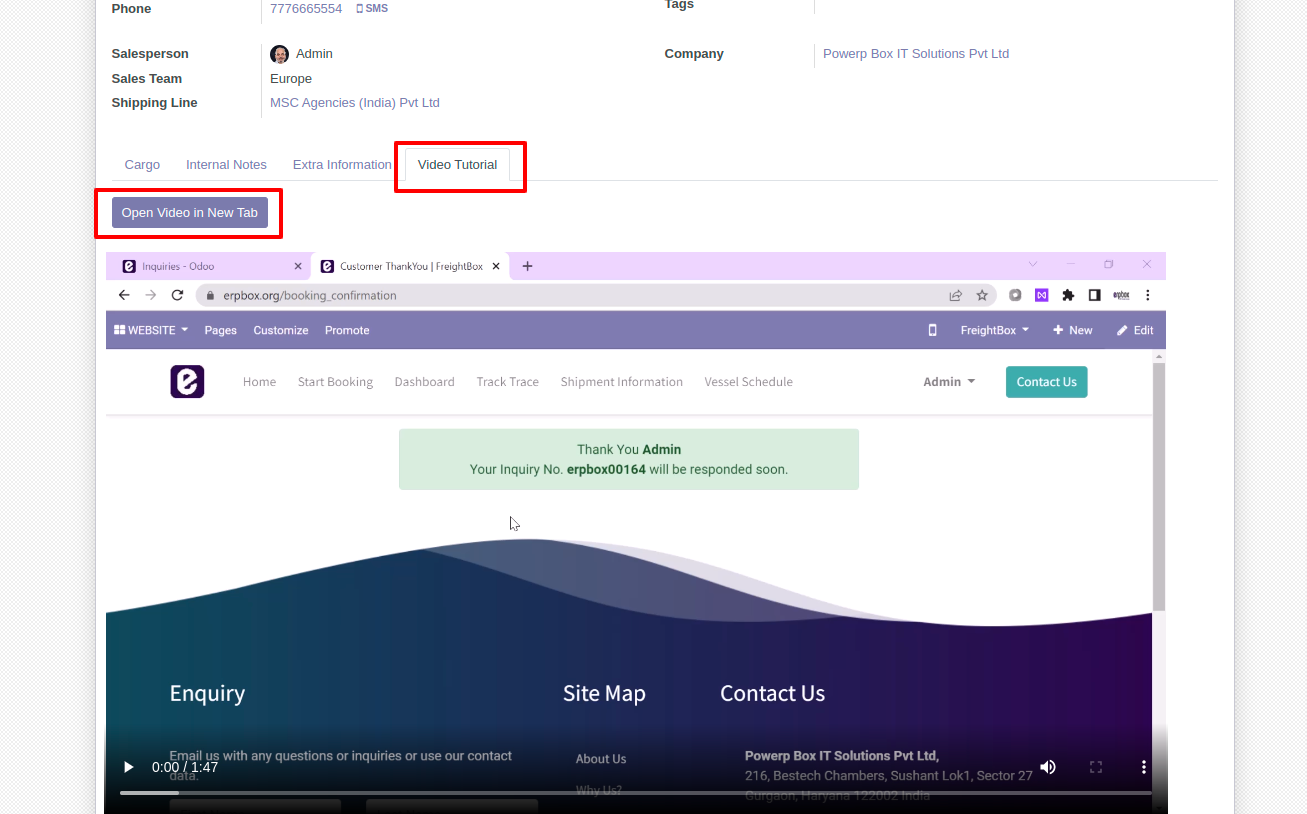 Phone 7776665554 SMS Tags
Salesperson Admin Company Powerp Box IT Solutions Pvt Ltd
Sales Team Europe
Shipping Line MSC Agencies (India) Pvt Ltd
Cargo Internal Notes Extra Information Video Tutorial
Open Video in New Tab
Inquiries - Odoo Customer ThankYou | FreightBox
erpbox.org/booking_confirmation erpbox
WEBSITE Pages Customize Promote FreightBox New Edit
Home Start Booking Dashboard Track Trace Shipment Information Vessel Schedule Admin Contact Us
Thank You Admin
Your Inquiry No. erpbox00164 will be responded soon.
Enquiry Site Map Contact Us
Email us with any questions or inquiries or use our contact About Us Powerp Box IT Solutions Pvt Ltd,
data. 0:00 / 1:47 216, Bestech Chambers, Sushant Lok1, Sector 27
Why Us? Gurgaon, Haryana 122002 India